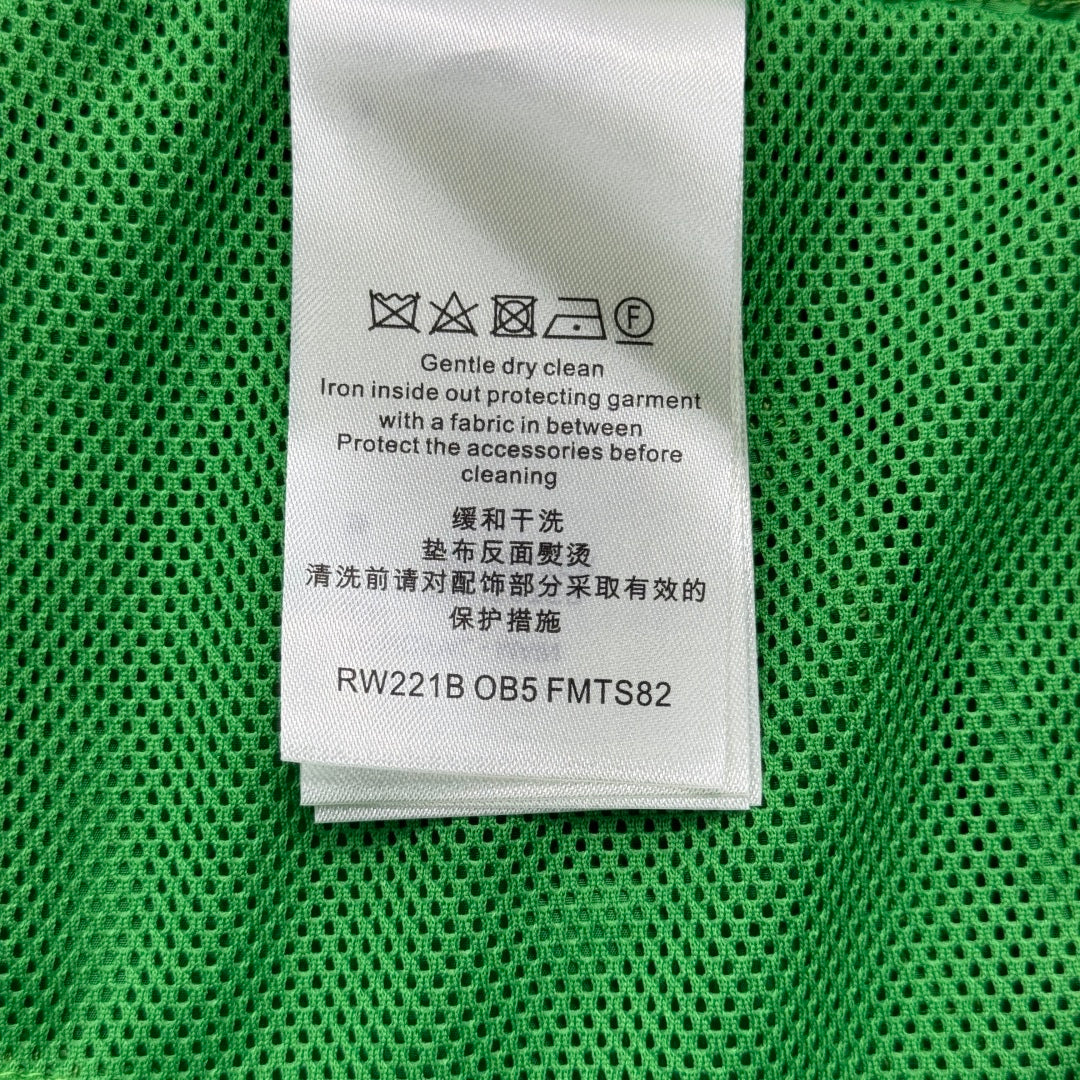 F
Gentle dry clean
Iron inside out protecting garment
with a fabric in between
Protect the accessories before
cleaning
缓和干洗
垫布反面熨烫
清洗前请对配饰部分采取有效的
保护措施
RW221B OB5 FMTS82